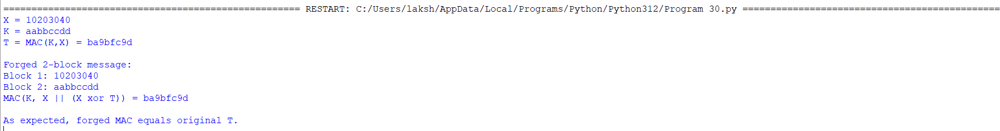 ===================================================== RESTART: C:/Users/laksh/AppData/Local/Programs/Python/Python312/Program 30.py ==============================================
X = 10203040
K = aabbccdd
T = MAC(K,X) = ba9bfc9d
Forged 2-block message:
Block 1: 10203040
Block 2: aabbccdd
MAC(K, X || (X xor T)) = ba9bfc9d
As expected, forged MAC equals original T.